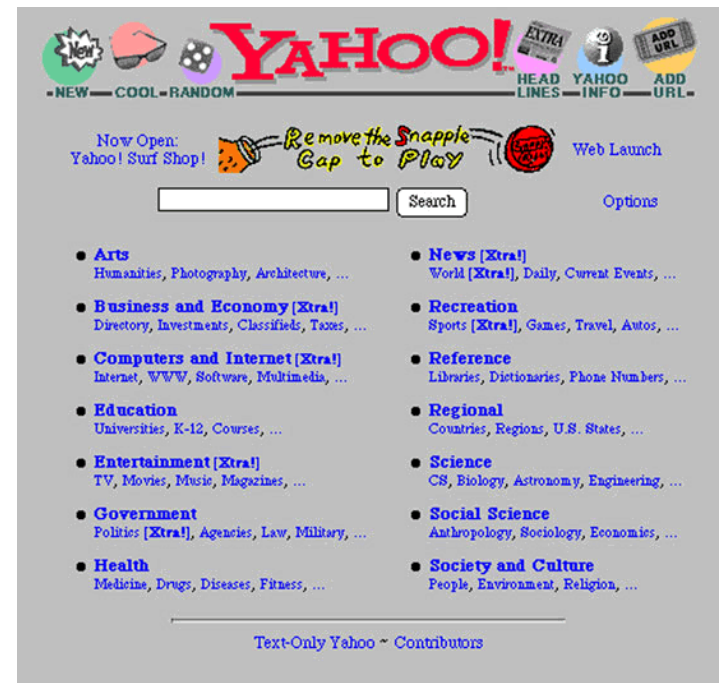 New
EXTRA
i
ADD URL
YAHOO!
NEW COOL RANDOM
HEAD LINES YAHOO INFO ADD URL
Now Open:
Yahoo! Surf Shop!
Remove the Snapple
Cap to Play
Web Launch
Search
Options
Arts
Humanities, Photography, Architecture, ...
Business and Economy [Xtra!]
Directory, Investments, Classifieds, Taxes, ...
Computers and Internet [Xtra!]
Internet, WWW, Software, Multimedia, ...
Education
Universities, K-12, Courses, ...
Entertainment [Xtra!]
TV, Movies, Music, Magazines, ...
Government
Politics [Xtra!], Agencies, Law, Military, ...
Health
Medicine, Drugs, Diseases, Fitness, ...
News [Xtra!]
World [Xtra!], Daily, Current Events, ...
Recreation
Sports [Xtra!], Games, Travel, Autos, ...
Reference
Libraries, Dictionaries, Phone Numbers, ...
Regional
Countries, Regions, U.S. States, ...
Science
CS, Biology, Astronomy, Engineering, ...
Social Science
Anthropology, Sociology, Economics, ...
Society and Culture
People, Environment, Religion, ...
Text-Only Yahoo ~ Contributors